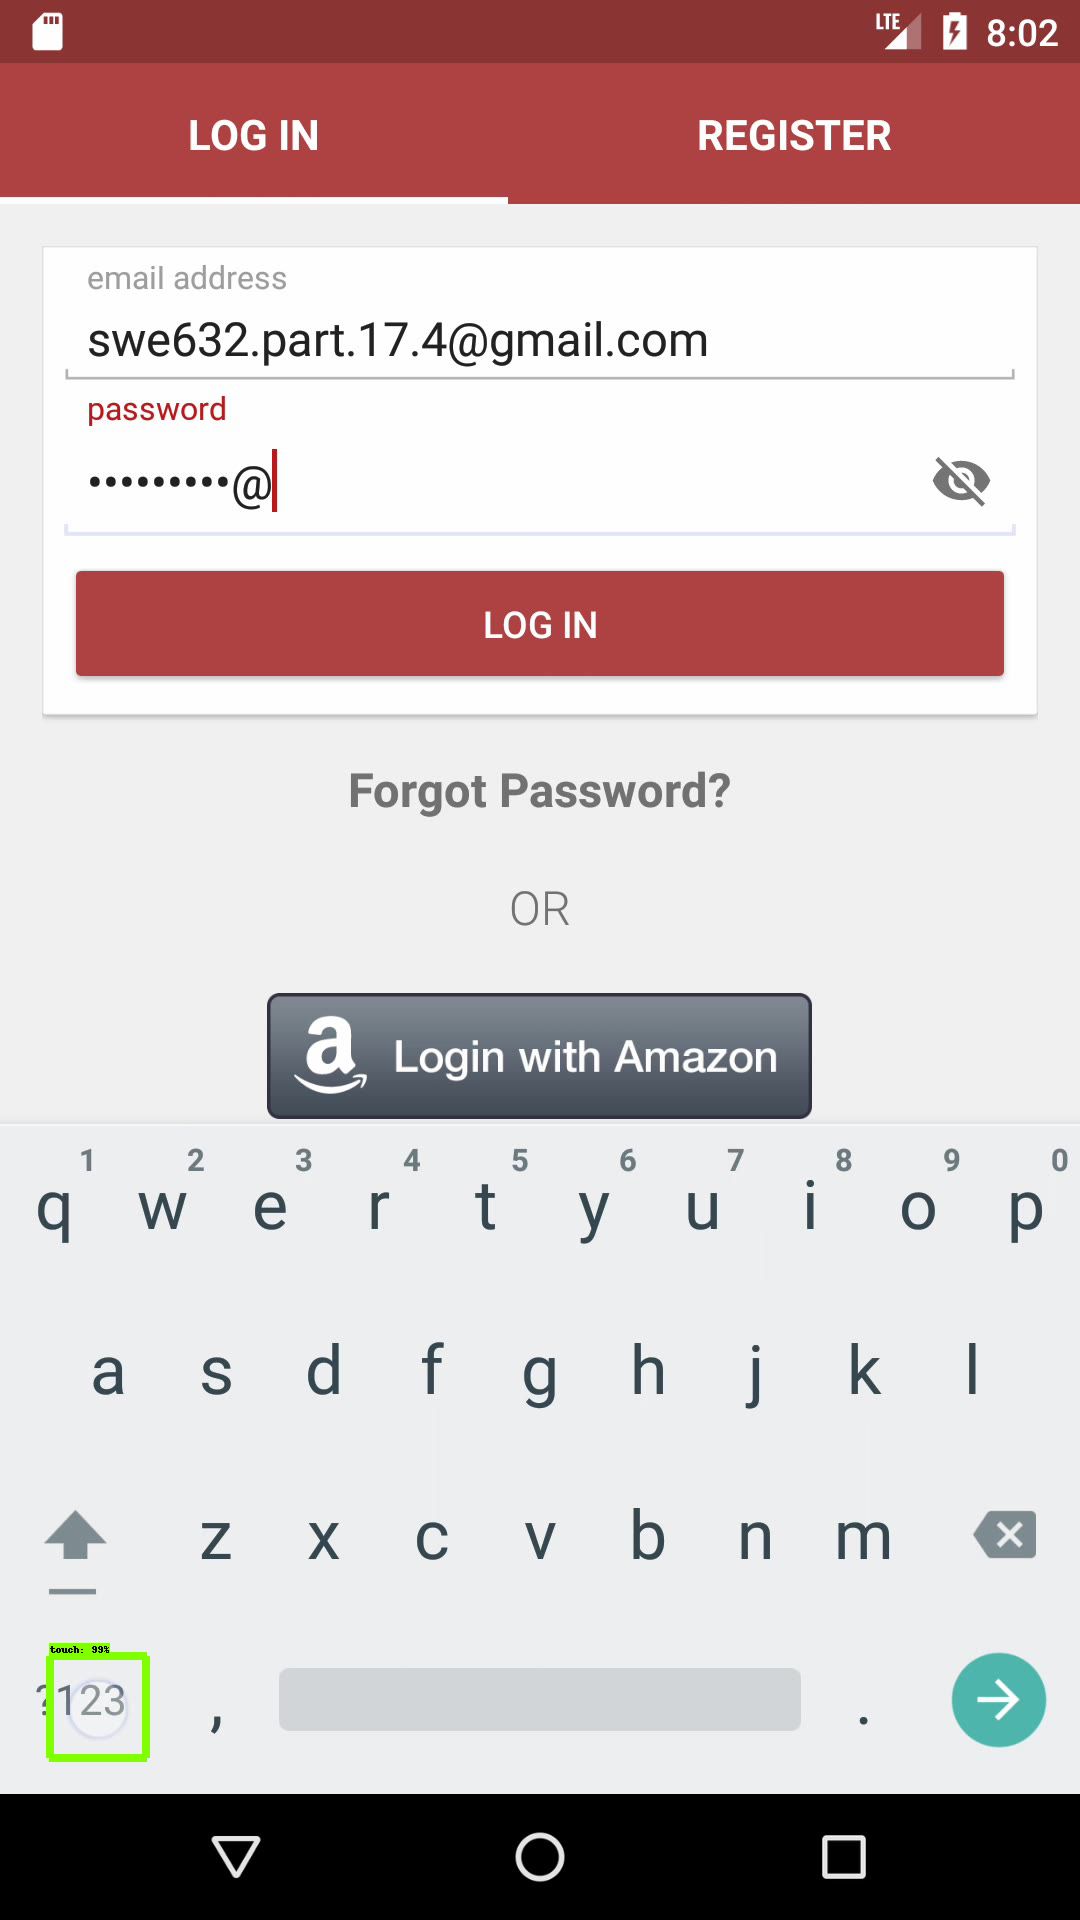 LTE 8:02
LOG IN REGISTER
email address
swe632.part.17.4@gmail.com
password
•••••••••@
LOG IN
Forgot Password?
OR
a Login with Amazon
1 2 3 4 5 6 7 8 9 0
q w e r t y u i o p
a s d f g h j k l
z x c v b n m
touch: 99%
?123 , .